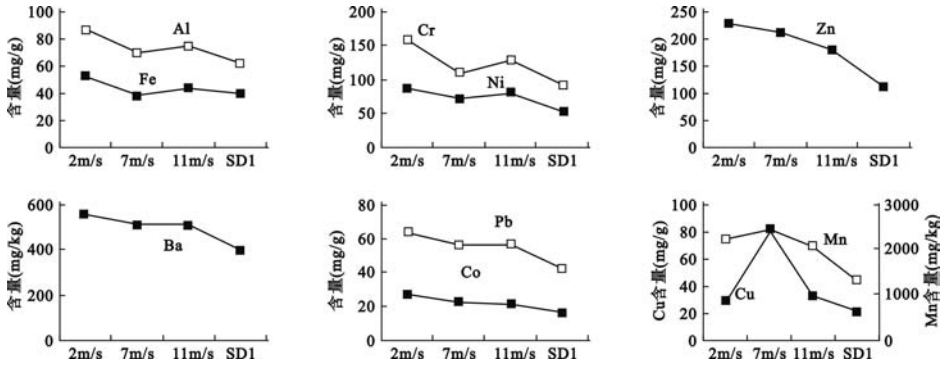 含量(mg/g)
100
80
60
40
20
0
Al
Fe
2m/s 7m/s 11m/s SD1
含量(mg/g)
200
150
100
50
0
Cr
Ni
2m/s 7m/s 11m/s SD1
含量(mg/g)
250
200
150
100
50
0
Zn
2m/s 7m/s 11m/s SD1
含量(mg/kg)
600
400
600
200
Ba
2m/s 7m/s 11m/s SD1
含量(mg/g)
80
60
40
20
0
Pb
Co
2m/s 7m/s 11m/s SD1
Cu含量(mg/g)
100
80
60
40
20
0
Mn
Cu
3000
2000
1000
0
Mn含量(mg/kg)
2m/s 7m/s 11m/s SD1